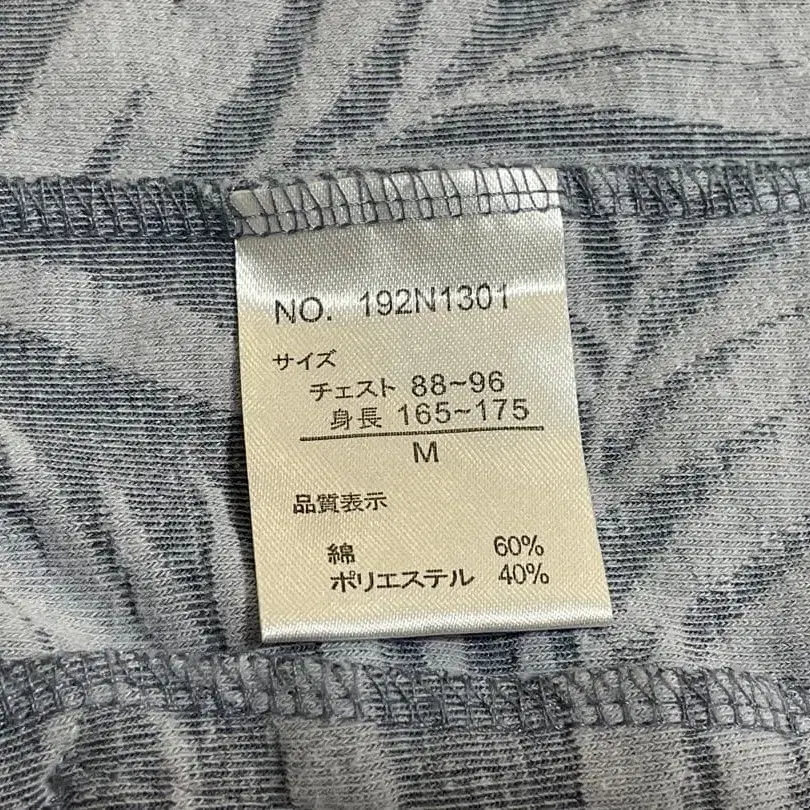 NO. 192N1301
サイズ
チェスト 88~96
身長 165~175
M
品質表示
綿 60%
ポリエステル 40%